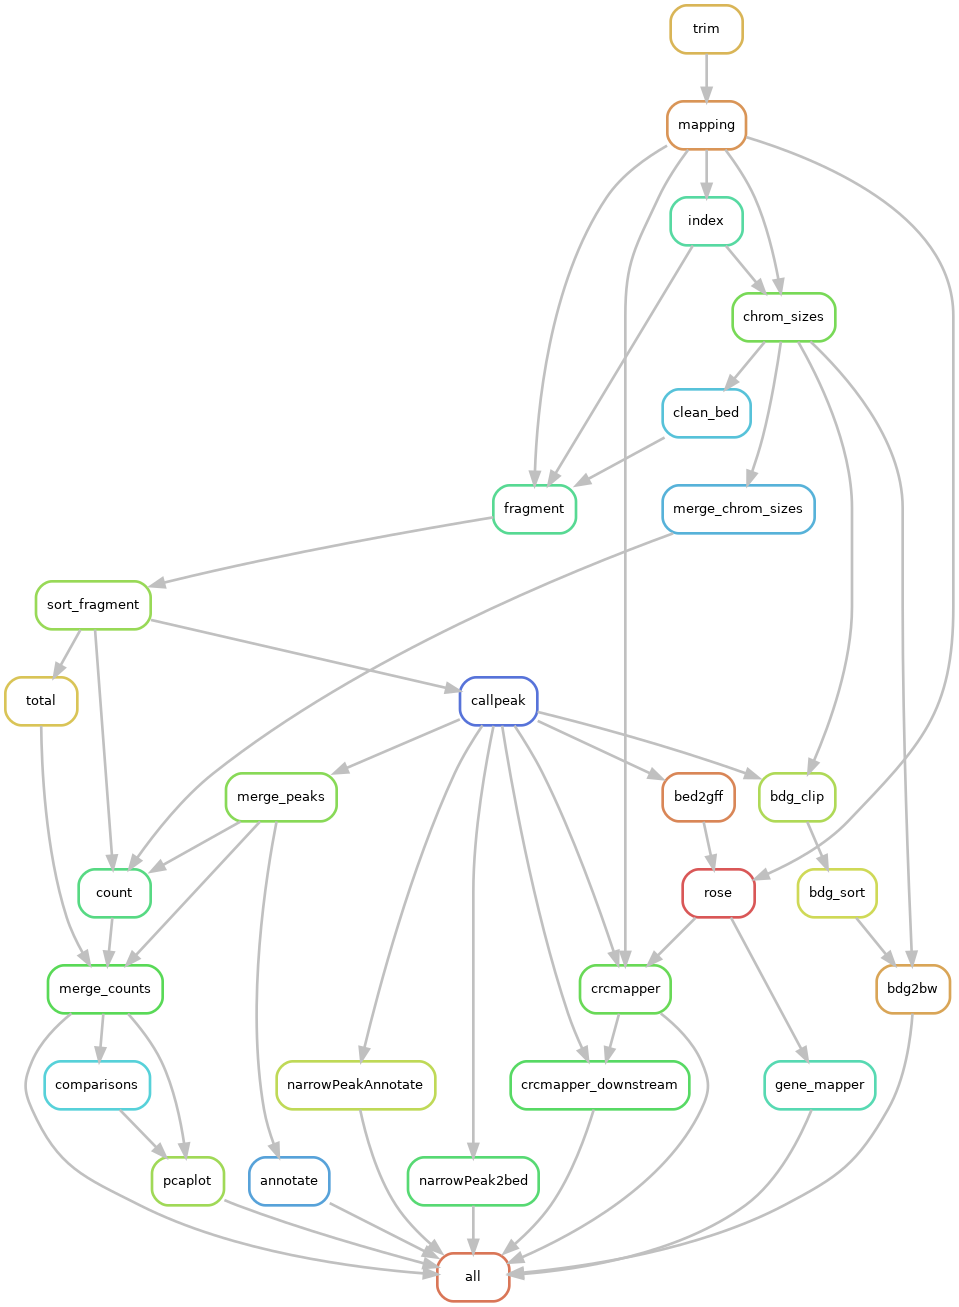 trim
mapping
index
chrom_sizes
clean_bed
fragment
merge_chrom_sizes
sort_fragment
total
callpeak
merge_peaks
bed2gff
bdg_clip
count
rose
bdg_sort
merge_counts
crcmapper
bdg2bw
comparisons
narrowPeakAnnotate
crcmapper_downstream
gene_mapper
pcaplot
annotate
narrowPeak2bed
all